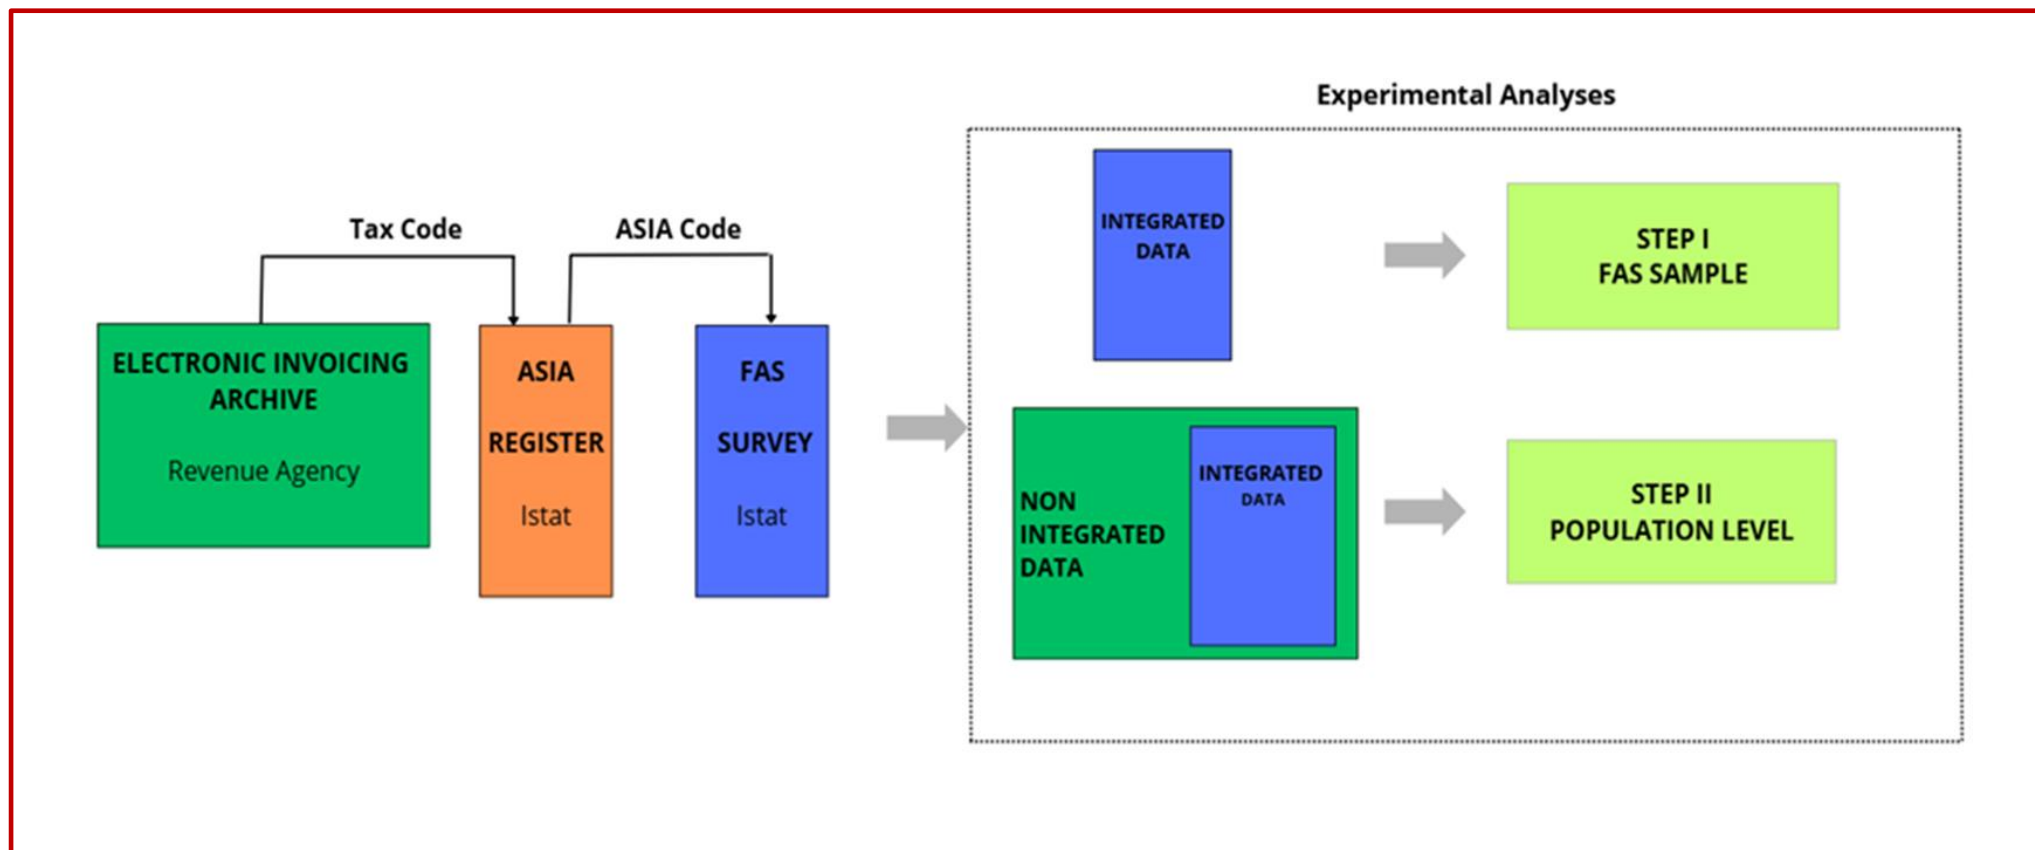 Experimental Analyses
Tax Code
ASIA Code
ELECTRONIC INVOICING
ARCHIVE
Revenue Agency
ASIA
REGISTER
Istat
FAS
SURVEY
Istat
INTEGRATED
DATA
STEP I
FAS SAMPLE
NON
INTEGRATED
DATA
INTEGRATED
DATA
STEP II
POPULATION LEVEL